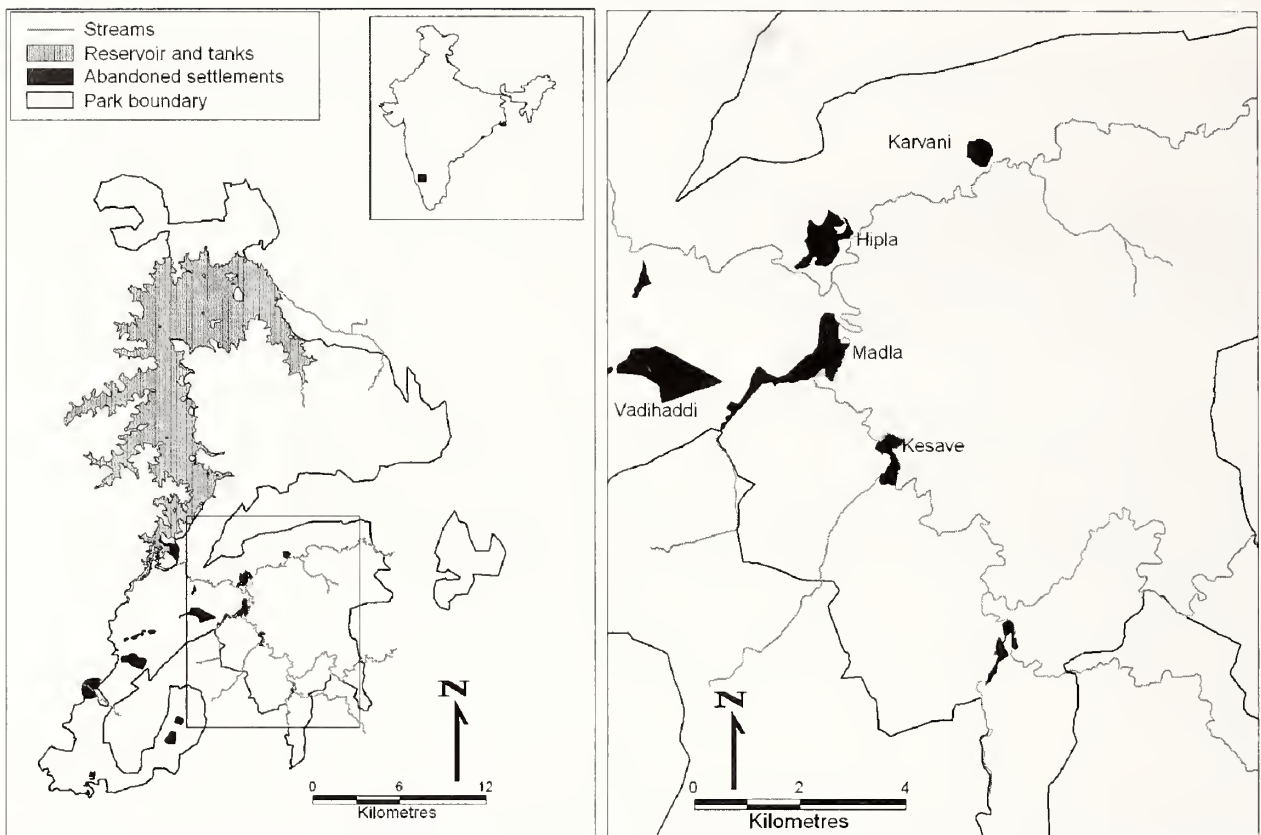 Streams
Reservoir and tanks
Abandoned settlements
Park boundary
N
0 6 12
Kilometres
Karvani
Hipla
Madla
Vadihaddi
Kesave
N
0 2 4
Kilometres